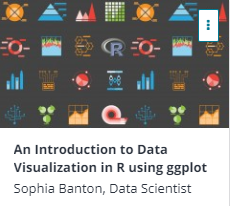 R
An Introduction to Data
Visualization in R using ggplot
Sophia Banton, Data Scientist